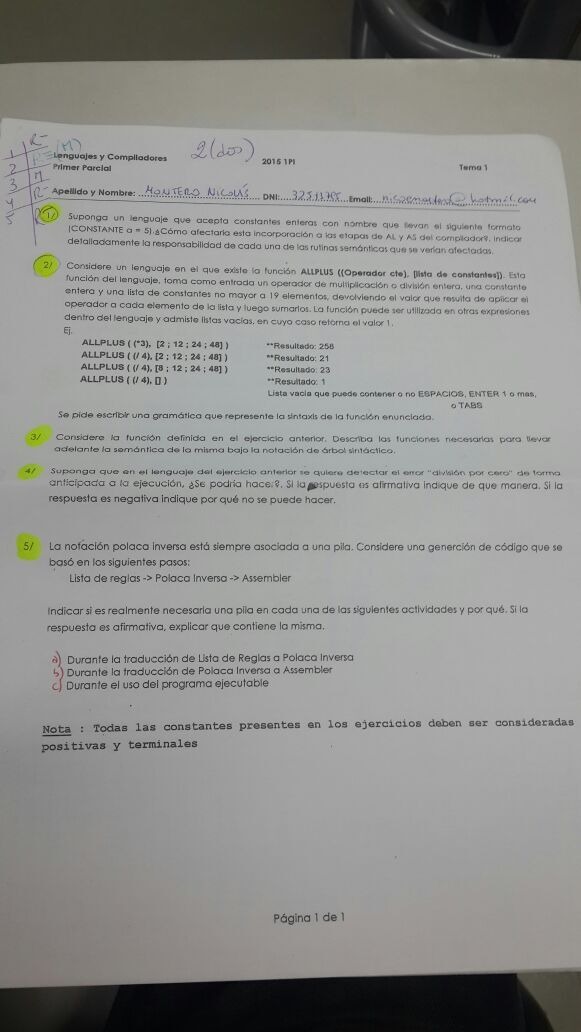 1 R-
2 RE(M)
3 M
4 R-
5 R
Lenguajes y Compiladores 2(dos) 2016 1PI Tema 1
Primer Parcial
Apellido y Nombre: MONTERO NICOLÁS DNI: Email: @hotmail.com
1/ Suponga un lenguaje que acepta constantes enteras con nombre que llevan el siguiente formato
(CONSTANTE a = 5).¿Cómo afectaría esta incorporación a las etapas de AL y AS del compilador?. Indicar
detalladamente la responsabilidad de cada una de las rutinas semánticas que se verían afectadas.
2/ Considere un lenguaje en el que existe la función ALLPLUS ((Operador cte), [lista de constantes]). Esta
función del lenguaje, toma como entrada un operador de multiplicación o división entera, una constante
entera y una lista de constantes no mayor a 19 elementos, devolviendo el valor que resulta de aplicar el
operador a cada elemento de la lista y luego sumarlos. La función puede ser utilizada en otras expresiones
dentro del lenguaje y admite listas vacías, en cuyo caso retorna el valor 1.
Ej.
ALLPLUS ( (*3), [2 ; 12 ; 24 ; 48] ) **Resultado: 258
ALLPLUS ( (/ 4), [2 ; 12 ; 24 ; 48] ) **Resultado: 21
ALLPLUS ( (/ 4), [8 ; 12 ; 24 ; 48] ) **Resultado: 23
ALLPLUS ( (/ 4), [] ) **Resultado: 1
Lista vacía que puede contener o no ESPACIOS, ENTER 1 o mas,
o TABS
Se pide escribir una gramática que represente la sintaxis de la función enunciada.
3/ Considere la función definida en el ejercicio anterior. Describa las funciones necesarias para llevar
adelante la semántica de la misma bajo la notación de árbol sintáctico.
4/ Suponga que en el lenguaje del ejercicio anterior se quiere detectar el error "división por cero" de forma
anticipada a la ejecución, ¿Se podría hacer?. Si la respuesta es afirmativa indique de que manera. Si la
respuesta es negativa indique por qué no se puede hacer.
5/ La notación polaca inversa está siempre asociada a una pila. Considere una generción de código que se
basó en los siguientes pasos:
Lista de reglas -> Polaca Inversa -> Assembler
Indicar si es realmente necesaria una pila en cada una de las siguientes actividades y por qué. Si la
respuesta es afirmativa, explicar que contiene la misma.
a) Durante la traducción de Lista de Reglas a Polaca Inversa
b) Durante la traducción de Polaca Inversa a Assembler
c) Durante el uso del programa ejecutable
Nota : Todas las constantes presentes en los ejercicios deben ser consideradas
positivas y terminales
Página 1 de 1